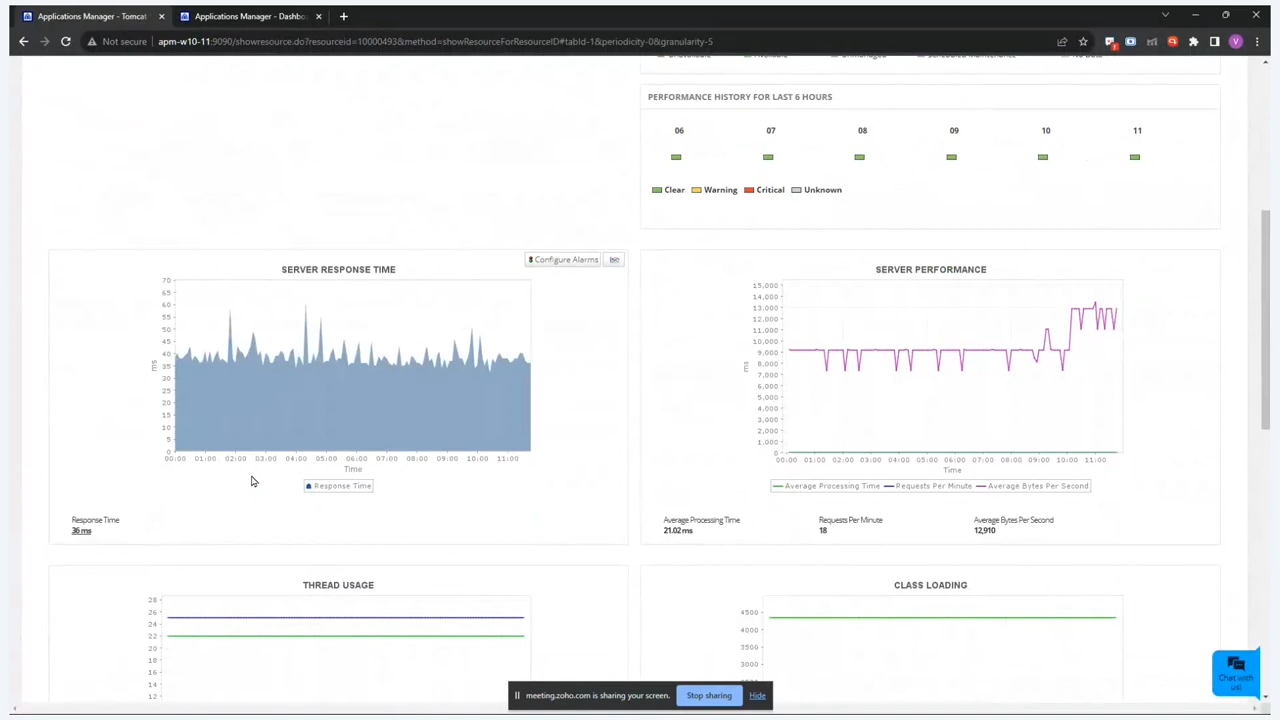 Applications Manager - Tomcat
Applications Manager - Dashbo
Not secure
apm-w10-11:9090/showresource.do?resourceid=10000493&method=showResourceForResourceID#tabId-1&periodicity-0&granularity-5
V
PERFORMANCE HISTORY FOR LAST 6 HOURS
06 07 08 09 10 11
Clear Warning Critical Unknown
Configure Alarms
SERVER RESPONSE TIME
70
65
60
55
50
45
40
35
30
25
20
15
10
5
0
ms
00:00 01:00 02:00 03:00 04:00 05:00 06:00 07:00 08:00 09:00 10:00 11:00
Time
Response Time
Response Time
36 ms
SERVER PERFORMANCE
15,000
14,000
13,000
12,000
11,000
10,000
9,000
8,000
7,000
6,000
5,000
4,000
3,000
2,000
1,000
0
ms
00:00 01:00 02:00 03:00 04:00 05:00 06:00 07:00 08:00 09:00 10:00 11:00
Time
Average Processing Time Requests Per Minute Average Bytes Per Second
Average Processing Time
21.02 ms
Requests Per Minute
18
Average Bytes Per Second
12,910
THREAD USAGE
28
26
24
22
20
18
16
14
12
CLASS LOADING
4500
4000
3500
3000
Chat with
us!
meeting.zoho.com is sharing your screen.
Stop sharing
Hide